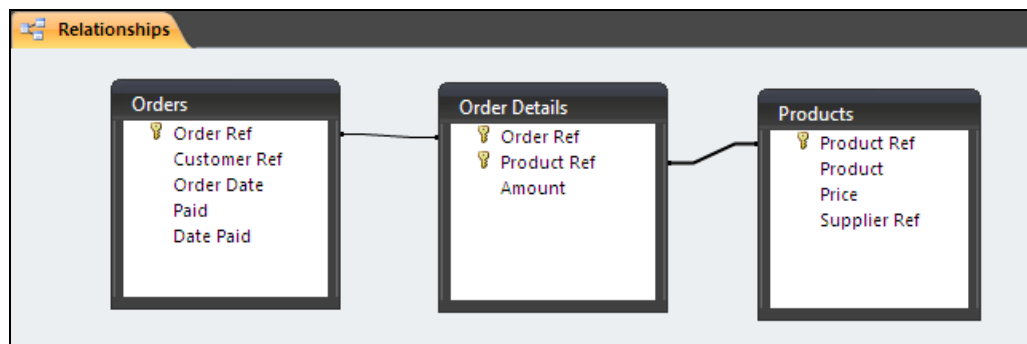 Relationships
Orders
Order Ref
Customer Ref
Order Date
Paid
Date Paid
Order Details
Order Ref
Product Ref
Amount
Products
Product Ref
Product
Price
Supplier Ref